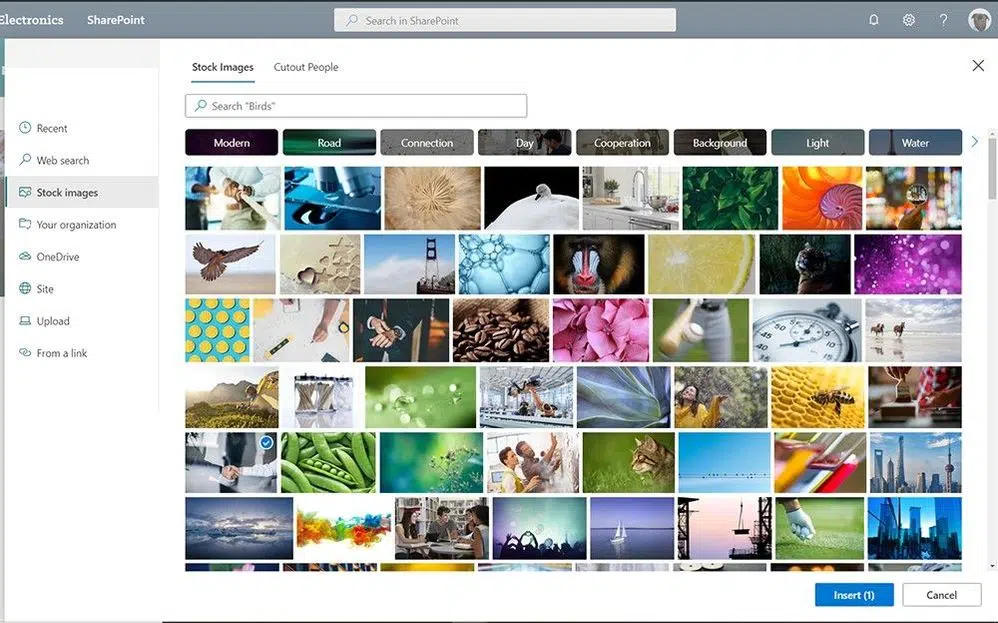 Electronics
SharePoint
Search in SharePoint
Stock Images
Cutout People
Search "Birds"
Modern
Road
Connection
Day
Cooperation
Background
Light
Water
Recent
Web search
Stock images
Your organization
OneDrive
Site
Upload
From a link
Insert (1)
Cancel